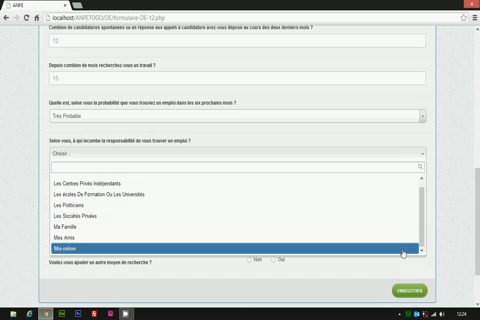 ANPE
localhost/ANPETOGO/DE/formulaire-DE-12.php
Combien de candidatures spontanées ou en réponse aux appels à candidature avez-vous déposé au cours des deux derniers mois ?
12
Depuis combien de mois recherchez-vous un travail ?
15
Quelle est, selon vous la probabilité que vous trouviez un emploi dans les six prochains mois ?
Très Probable
Selon vous, à qui incombe la responsabilité de vous trouver un emploi ?
Choisir...
Les Centres Privés Indépendants
Les écoles De Formation Ou Les Universités
Les Politiciens
Les Sociétés Privées
Ma Famille
Mes Amis
Moi-même
Voulez-vous ajouter un autre moyen de recherche ?
Non
Oui
ENREGISTRER
12:24